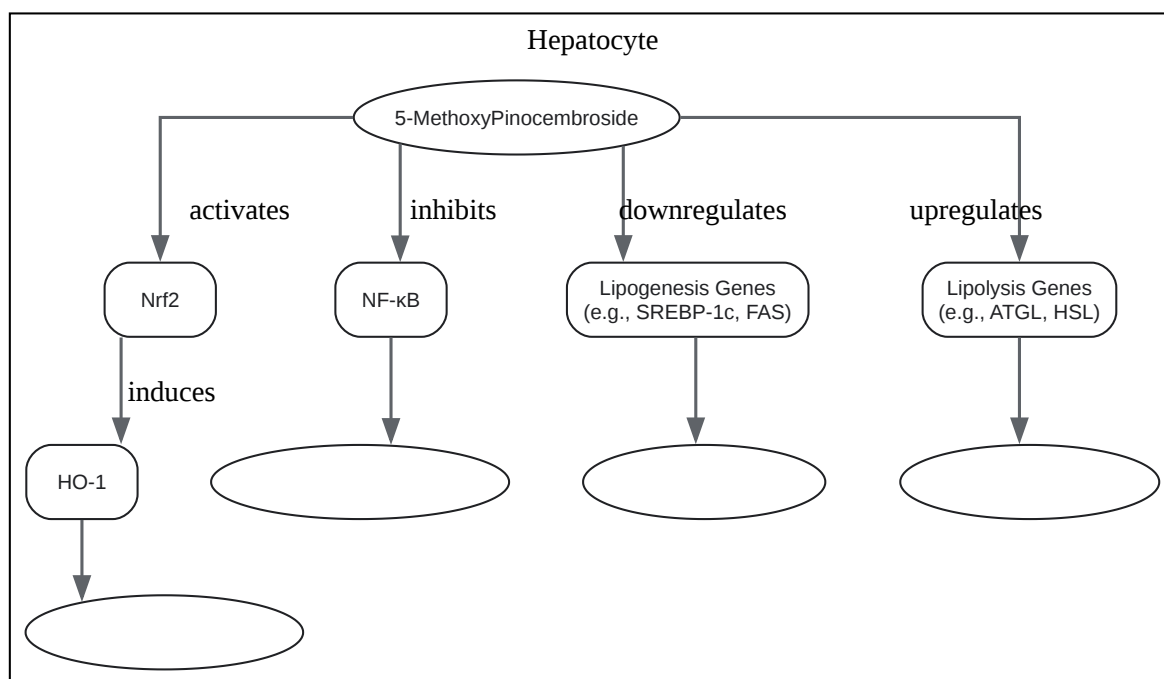 Hepatocyte
5-MethoxyPinocembroside
activates
inhibits
downregulates
upregulates
Nrf2
NF-κB
Lipogenesis Genes
(e.g., SREBP-1c, FAS)
Lipolysis Genes
(e.g., ATGL, HSL)
induces
HO-1